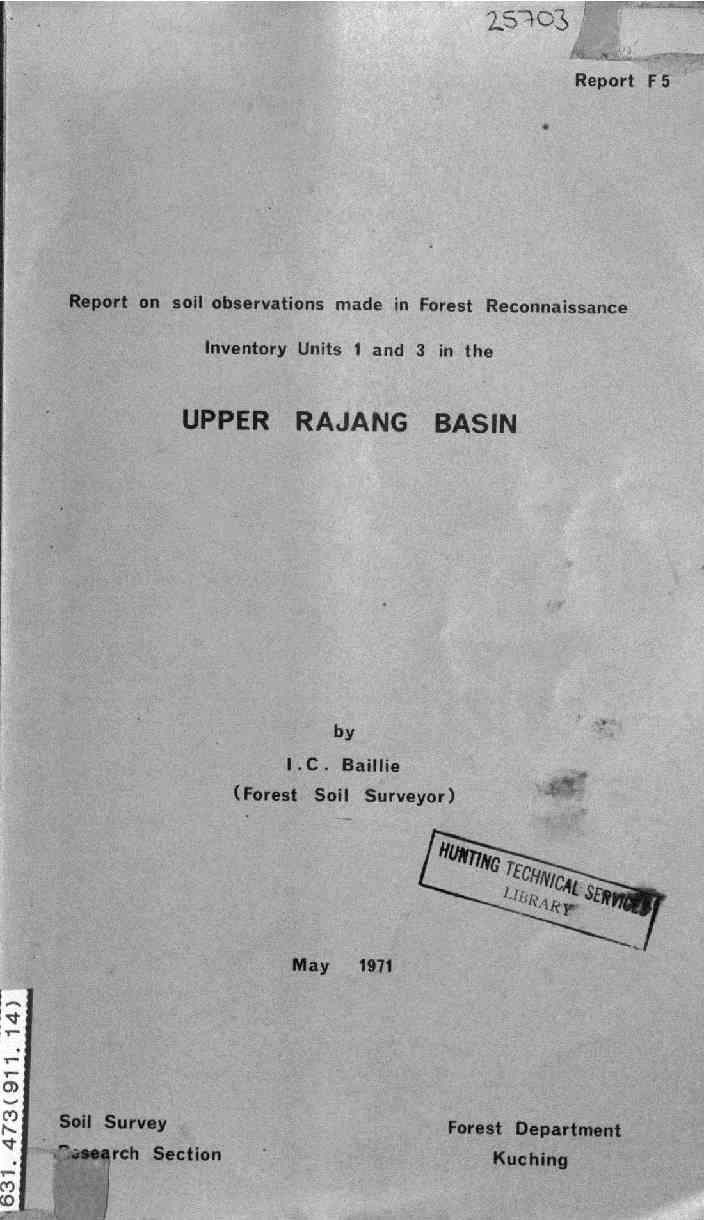 25703
Report F5
Report on soil observations made in Forest Reconnaissance
Inventory Units 1 and 3 in the
UPPER RAJANG BASIN
by
I.C. Baillie
(Forest Soil Surveyor)
HUNTING TECHNICAL SERVICES
LIBRARY
May 1971
631.473(911.14)
Soil Survey
Research Section
Forest Department
Kuching